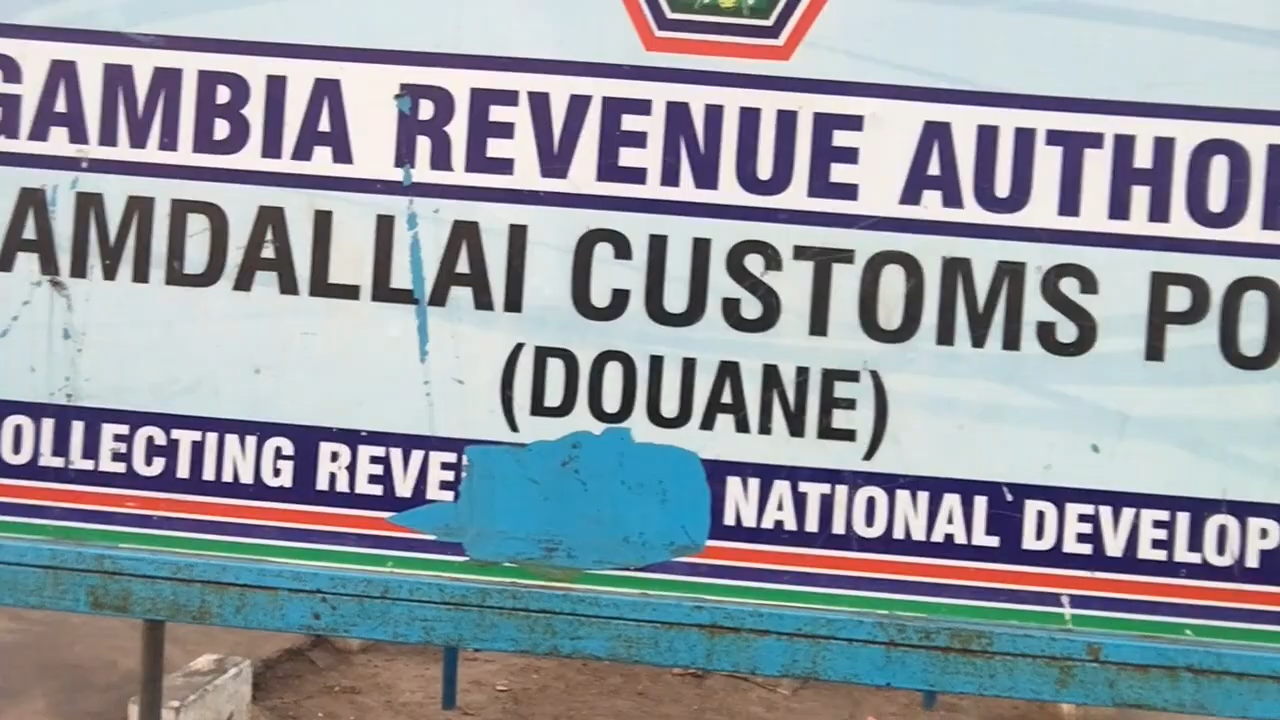 GAMBIA REVENUE AUTHO
AMDALLAI CUSTOMS PO
(DOUANE)
OLLECTING REVE NATIONAL DEVELOP